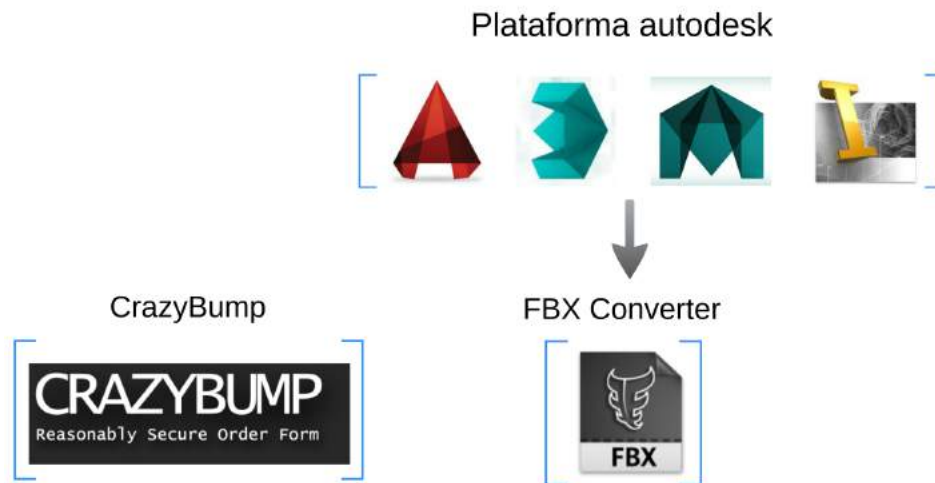 Plataforma autodesk
CrazyBump
FBX Converter
CRAZYBUMP
Reasonably Secure Order Form
FBX